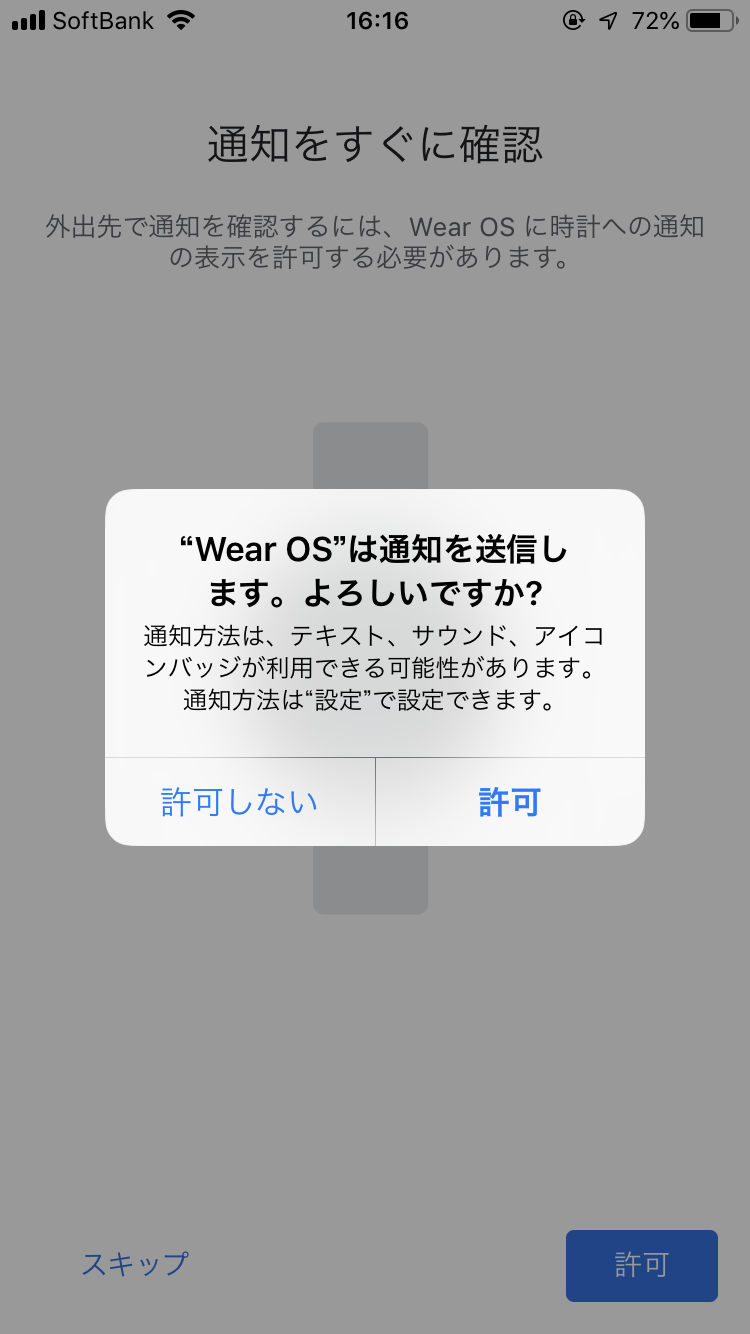 SoftBank 16:16 72%
通知をすぐに確認
外出先で通知を確認するには、Wear OS に時計への通知
の表示を許可する必要があります。
“Wear OS”は通知を送信し
ます。よろしいですか?
通知方法は、テキスト、サウンド、アイコ
ンバッジが利用できる可能性があります。
通知方法は“設定”で設定できます。
許可しない 許可
スキップ 許可